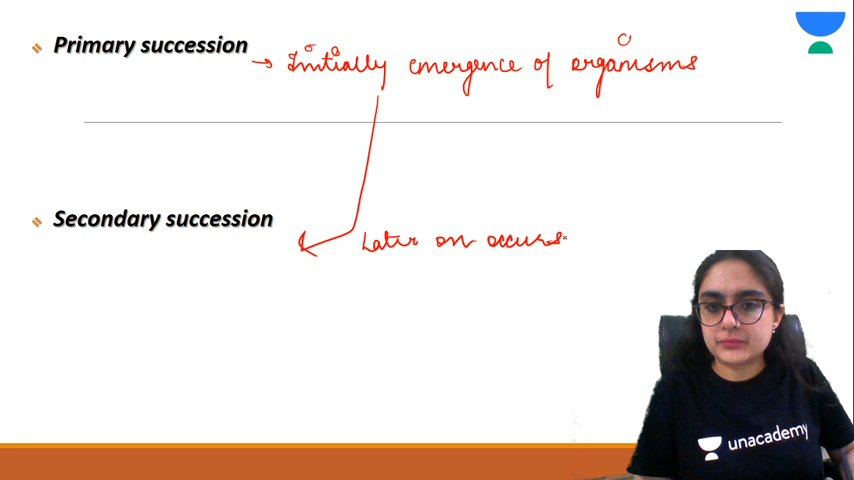 Primary succession → Initially emergence of organisms
Secondary succession
Later on occurs
unacademy